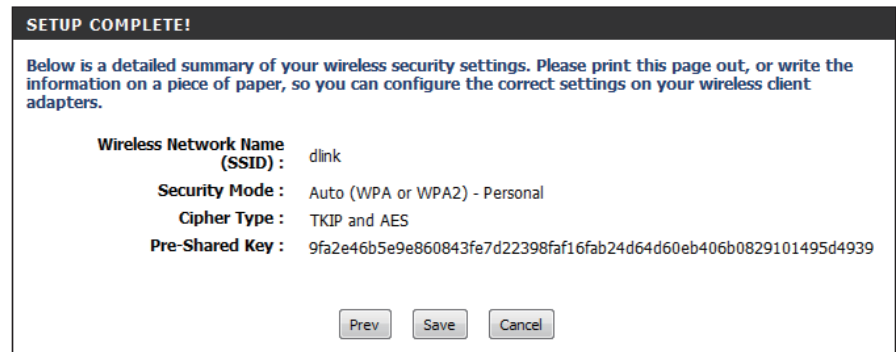 SETUP COMPLETE!
Below is a detailed summary of your wireless security settings. Please print this page out, or write the
information on a piece of paper, so you can configure the correct settings on your wireless client
adapters.
Wireless Network Name
(SSID) : dlink
Security Mode : Auto (WPA or WPA2) - Personal
Cipher Type : TKIP and AES
Pre-Shared Key : 9fa2e46b5e9e860843fe7d22398faf16fab24d64d60eb406b0829101495d4939
Prev Save Cancel